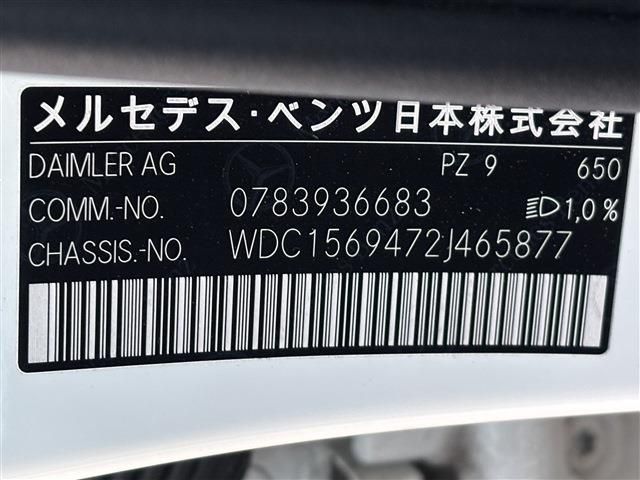 メルセデス・ベンツ日本株式会社
DAIMLER AG PZ 9 650
COMM.-NO. 0783936683 1,0 %
CHASSIS.-NO. WDC1569472J465877